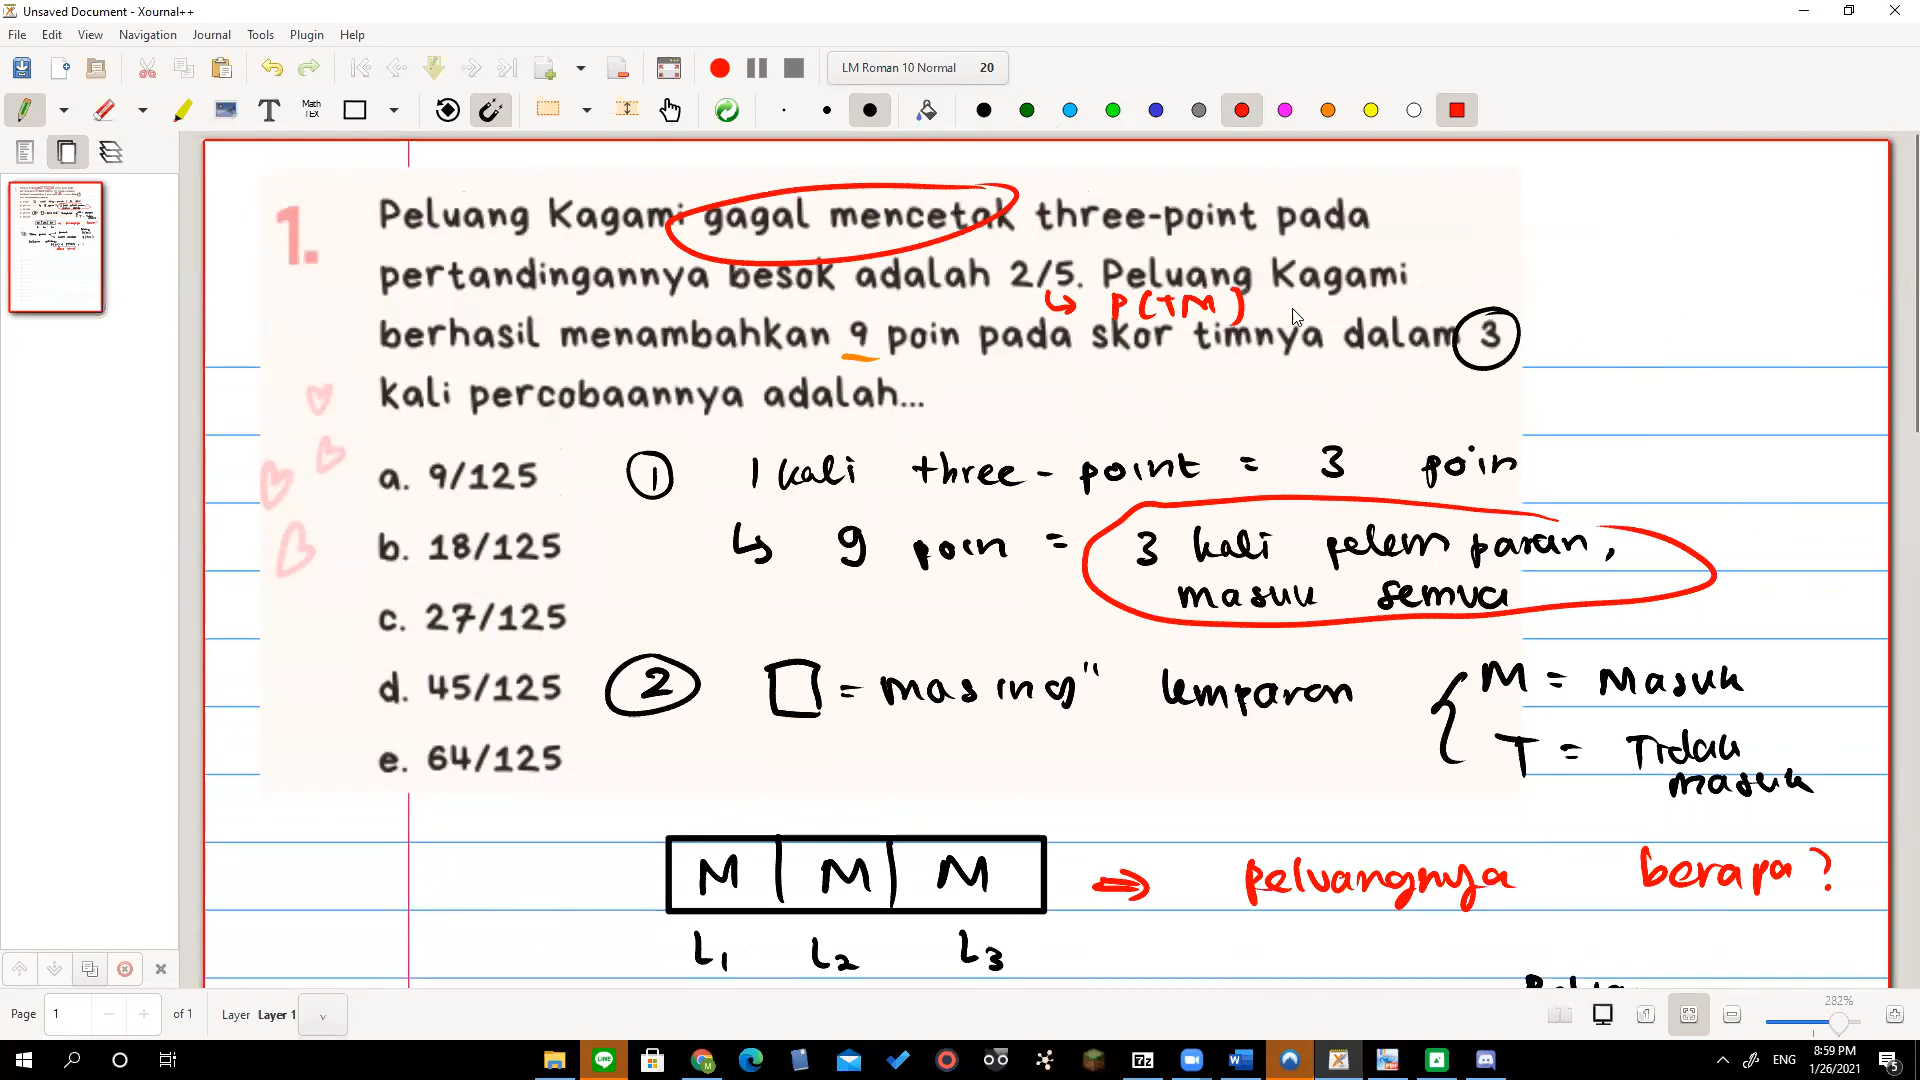 Unsaved Document - Xournal++
File Edit View Navigation Journal Tools Plugin Help
LM Roman 10 Normal 20
Math
TEX
1.
Peluang Kagami gagal mencetak three-point pada
pertandingannya besok adalah 2/5. Peluang Kagami
↳ P(TM)
berhasil menambahkan 9 poin pada skor timnya dalam 3
kali percobaannya adalah...
a. 9/125
① 1 kali three-point = 3 poin
b. 18/125
↳ 9 poin = 3 kali pelemparan,
masuk semua
c. 27/125
d. 45/125
② □ = masing" lemparan
M = Masuk
T = Tidak
masuk
e. 64/125
M M M ⇒ peluangnya berapa?
L1 L2 L3
Page 1 of 1 Layer Layer 1
282%
7z
ENG
8:59 PM
1/26/2021
5